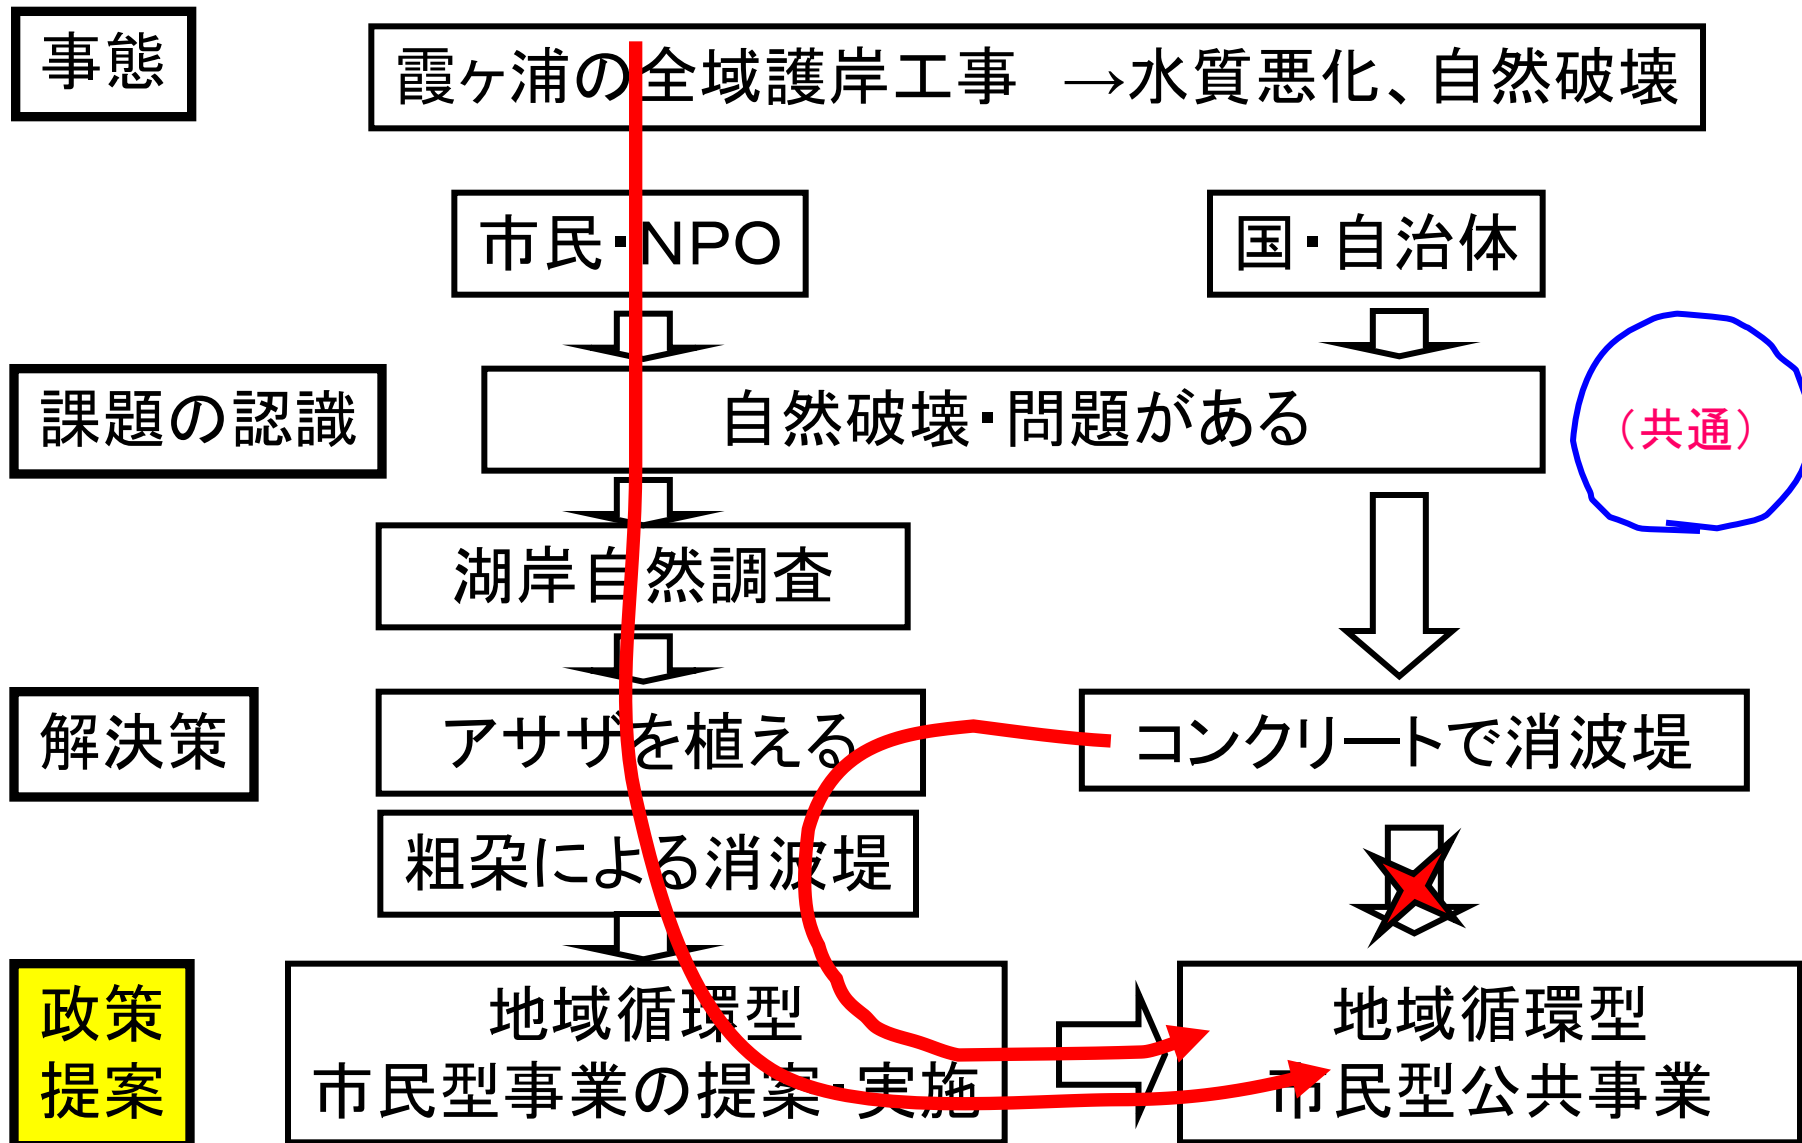 事態
霞ヶ浦の全域護岸工事　→水質悪化、自然破壊
市民・NPO
国・自治体
課題の認識
自然破壊・問題がある
（共通）
湖岸自然調査
解決策
アサザを植える
コンクリートで消波堤
粗朶による消波堤
政策
提案
地域循環型
市民型事業の提案・実施
地域循環型
市民型公共事業